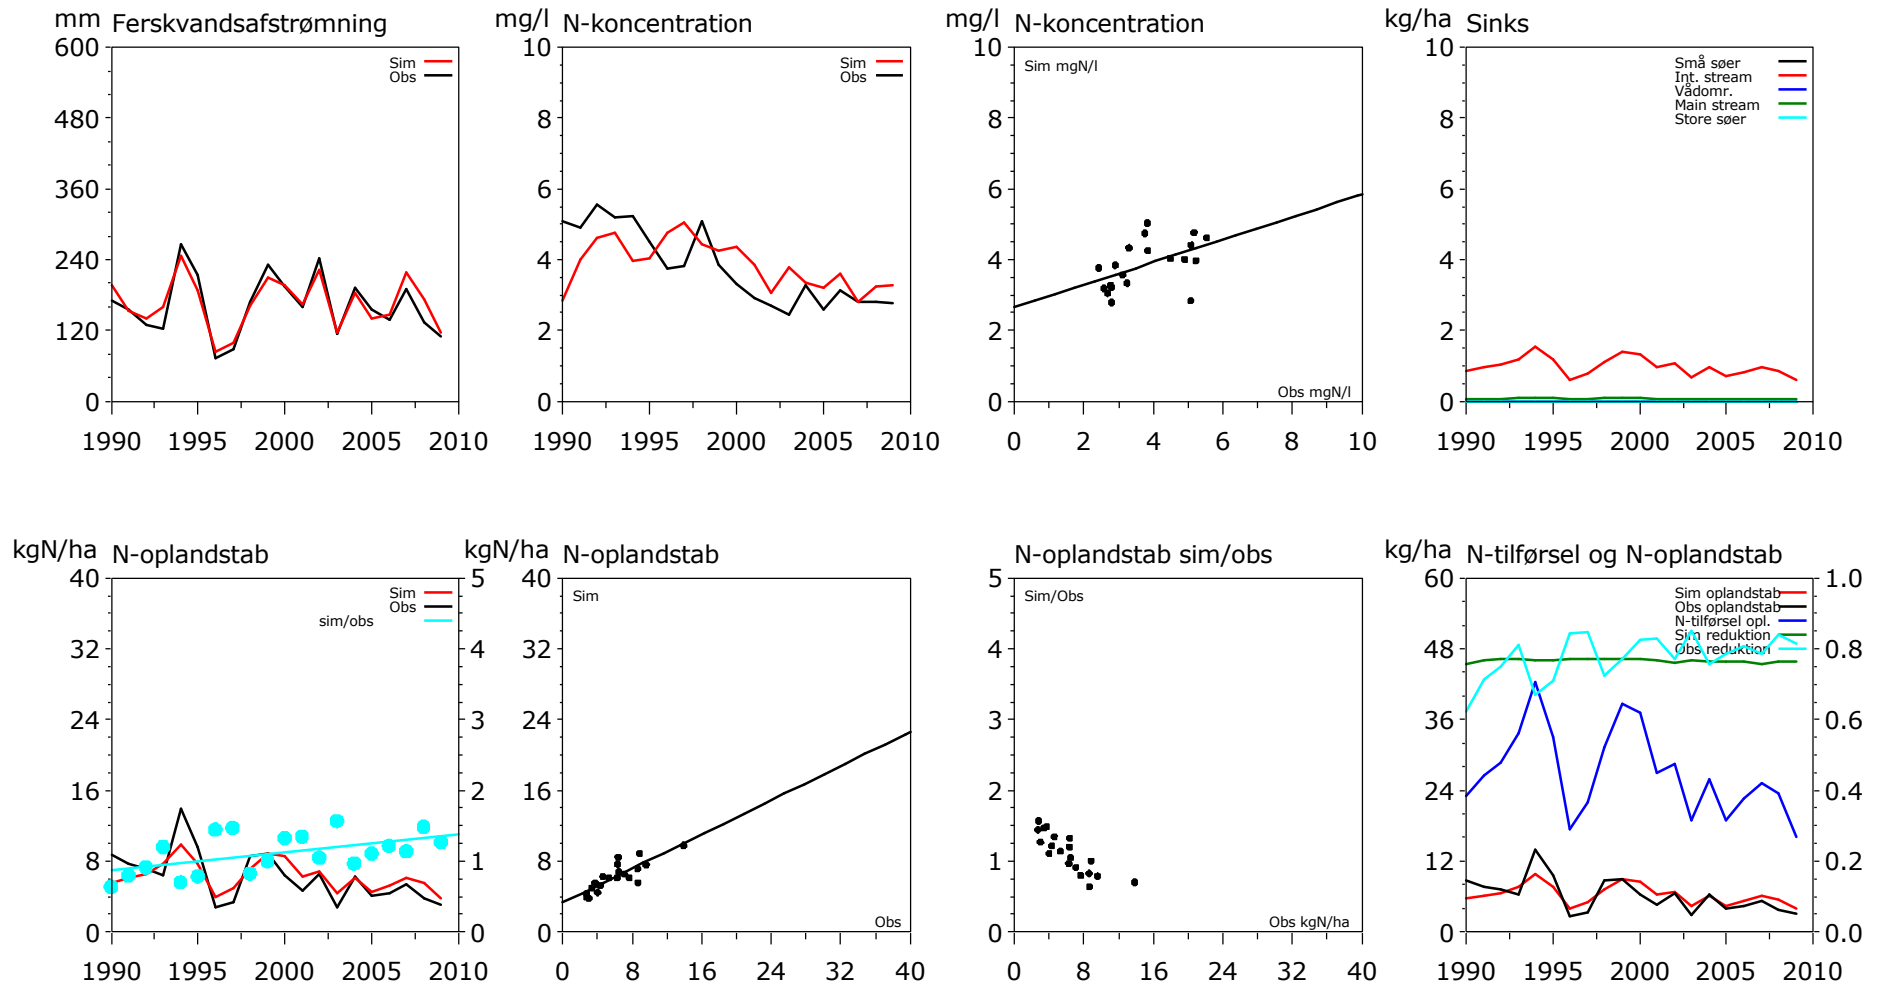 mm Ferskvandsafstrømning
600
480
360
240
120
0
Sim
Obs
1990 1995 2000 2005 2010
mg/l N-koncentration
10
8
6
4
2
0
Sim
Obs
1990 1995 2000 2005 2010
mg/l N-koncentration
10
8
6
4
2
0
Sim mgN/l
Obs mgN/l
0 2 4 6 8 10
kg/ha Sinks
10
8
6
4
2
0
Små søer
Int. stream
Vådomr.
Main stream
Store søer
1990 1995 2000 2005 2010
kgN/ha N-oplandstab
40
32
24
16
8
0
Sim
Obs
sim/obs
5
4
3
2
1
0
1990 1995 2000 2005 2010
kgN/ha N-oplandstab
40
32
24
16
8
0
Sim
Obs
0 8 16 24 32 40
N-oplandstab sim/obs
5
4
3
2
1
0
Sim/Obs
Obs kgN/ha
0 8 16 24 32 40
kg/ha N-tilførsel og N-oplandstab
60
48
36
24
12
0
Sim oplandstab
Obs oplandstab
N-tilførsel opl.
Sim reduktion
Obs reduktion
1.0
0.8
0.6
0.4
0.2
0.0
1990 1995 2000 2005 2010